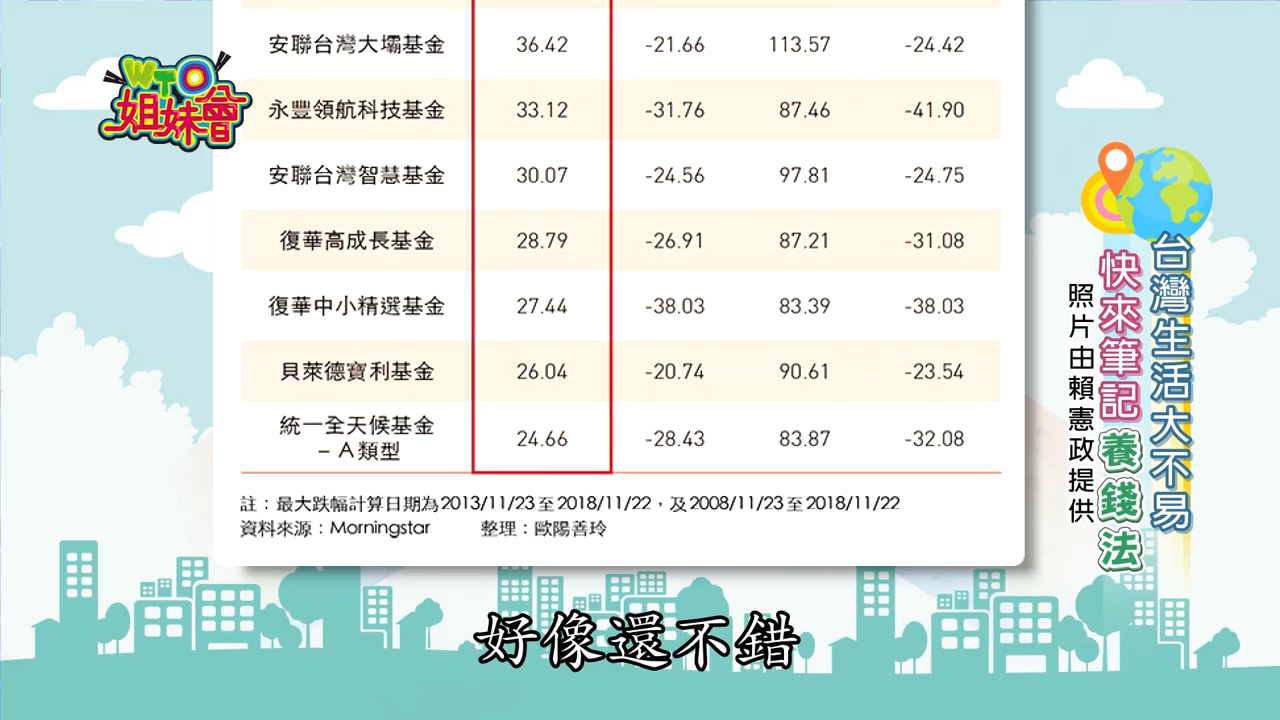 WTO
姐妹會
安聯台灣大壩基金 36.42 -21.66 113.57 -24.42
永豐領航科技基金 33.12 -31.76 87.46 -41.90
安聯台灣智慧基金 30.07 -24.56 97.81 -24.75
復華高成長基金 28.79 -26.91 87.21 -31.08
復華中小精選基金 27.44 -38.03 83.39 -38.03
貝萊德寶利基金 26.04 -20.74 90.61 -23.54
統一全天候基金
– A類型 24.66 -28.43 83.87 -32.08
註：最大跌幅計算日期為2013/11/23至2018/11/22，及2008/11/23至2018/11/22
資料來源：Morningstar 整理：歐陽善玲
台灣生活大不易
快來筆記養錢法
照片由賴憲政提供
好像還不錯